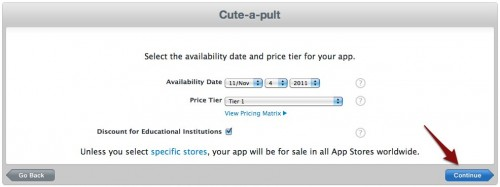 Cute-a-pult
Select the availability date and price tier for your app.
Availability Date 11/Nov 4 2011 ?
Price Tier Tier 1 ?
View Pricing Matrix ▸
Discount for Educational Institutions ?
Unless you select specific stores, your app will be for sale in all App Stores worldwide.
Go Back Continue